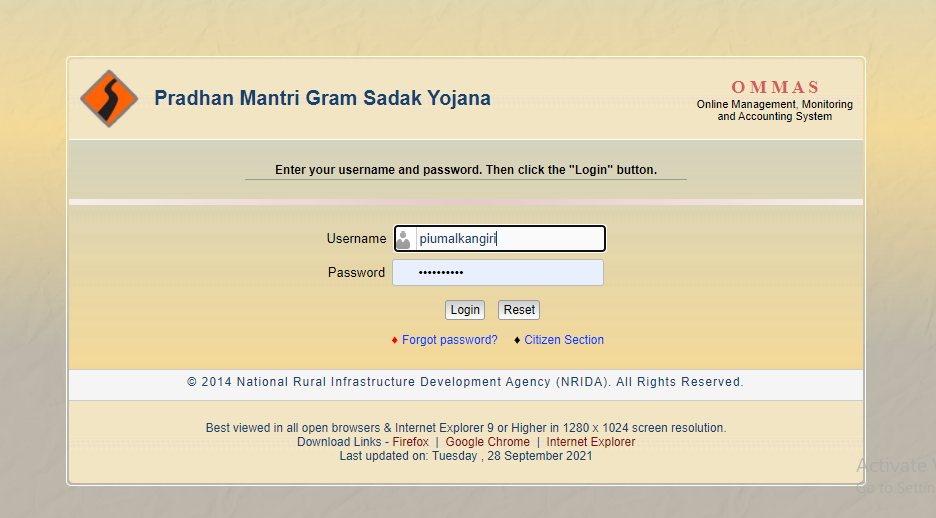 Pradhan Mantri Gram Sadak Yojana
OMMAS
Online Management, Monitoring
and Accounting System
Enter your username and password. Then click the "Login" button.
Username piumalkangiri
Password ••••••••••
Login Reset
♦ Forgot password? ♦ Citizen Section
© 2014 National Rural Infrastructure Development Agency (NRIDA). All Rights Reserved.
Best viewed in all open browsers & Internet Explorer 9 or Higher in 1280 x 1024 screen resolution.
Download Links - Firefox | Google Chrome | Internet Explorer
Last updated on: Tuesday , 28 September 2021
Activate
Go to